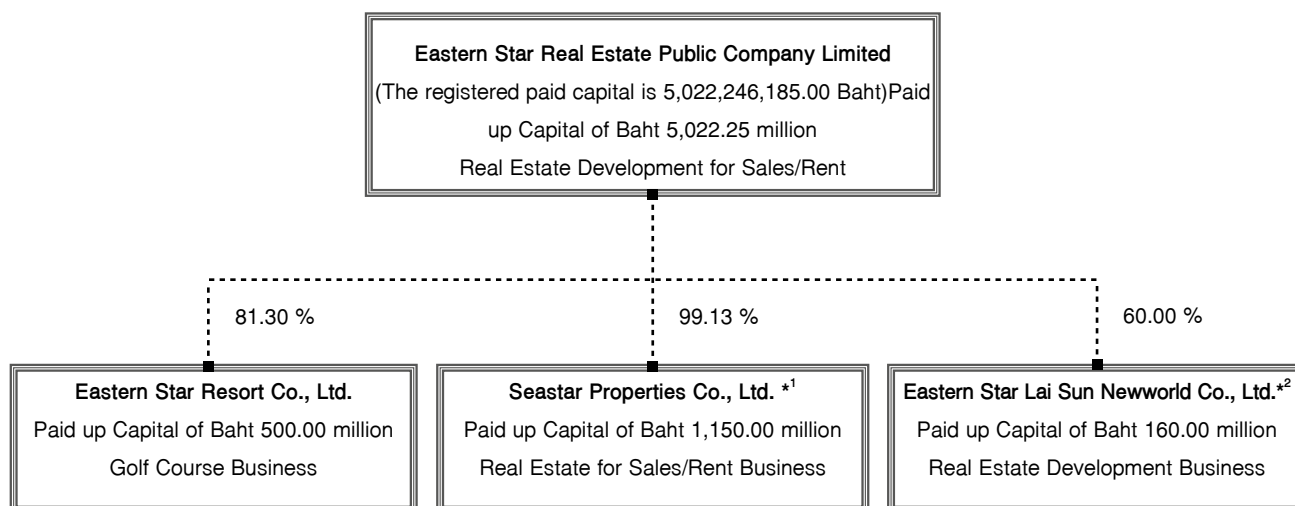 Eastern Star Real Estate Public Company Limited
(The registered paid capital is 5,022,246,185.00 Baht)Paid
up Capital of Baht 5,022.25 million
Real Estate Development for Sales/Rent
81.30 %
99.13 %
60.00 %
Eastern Star Resort Co., Ltd.
Paid up Capital of Baht 500.00 million
Golf Course Business
Seastar Properties Co., Ltd. *1
Paid up Capital of Baht 1,150.00 million
Real Estate for Sales/Rent Business
Eastern Star Lai Sun Newworld Co., Ltd.*2
Paid up Capital of Baht 160.00 million
Real Estate Development Business